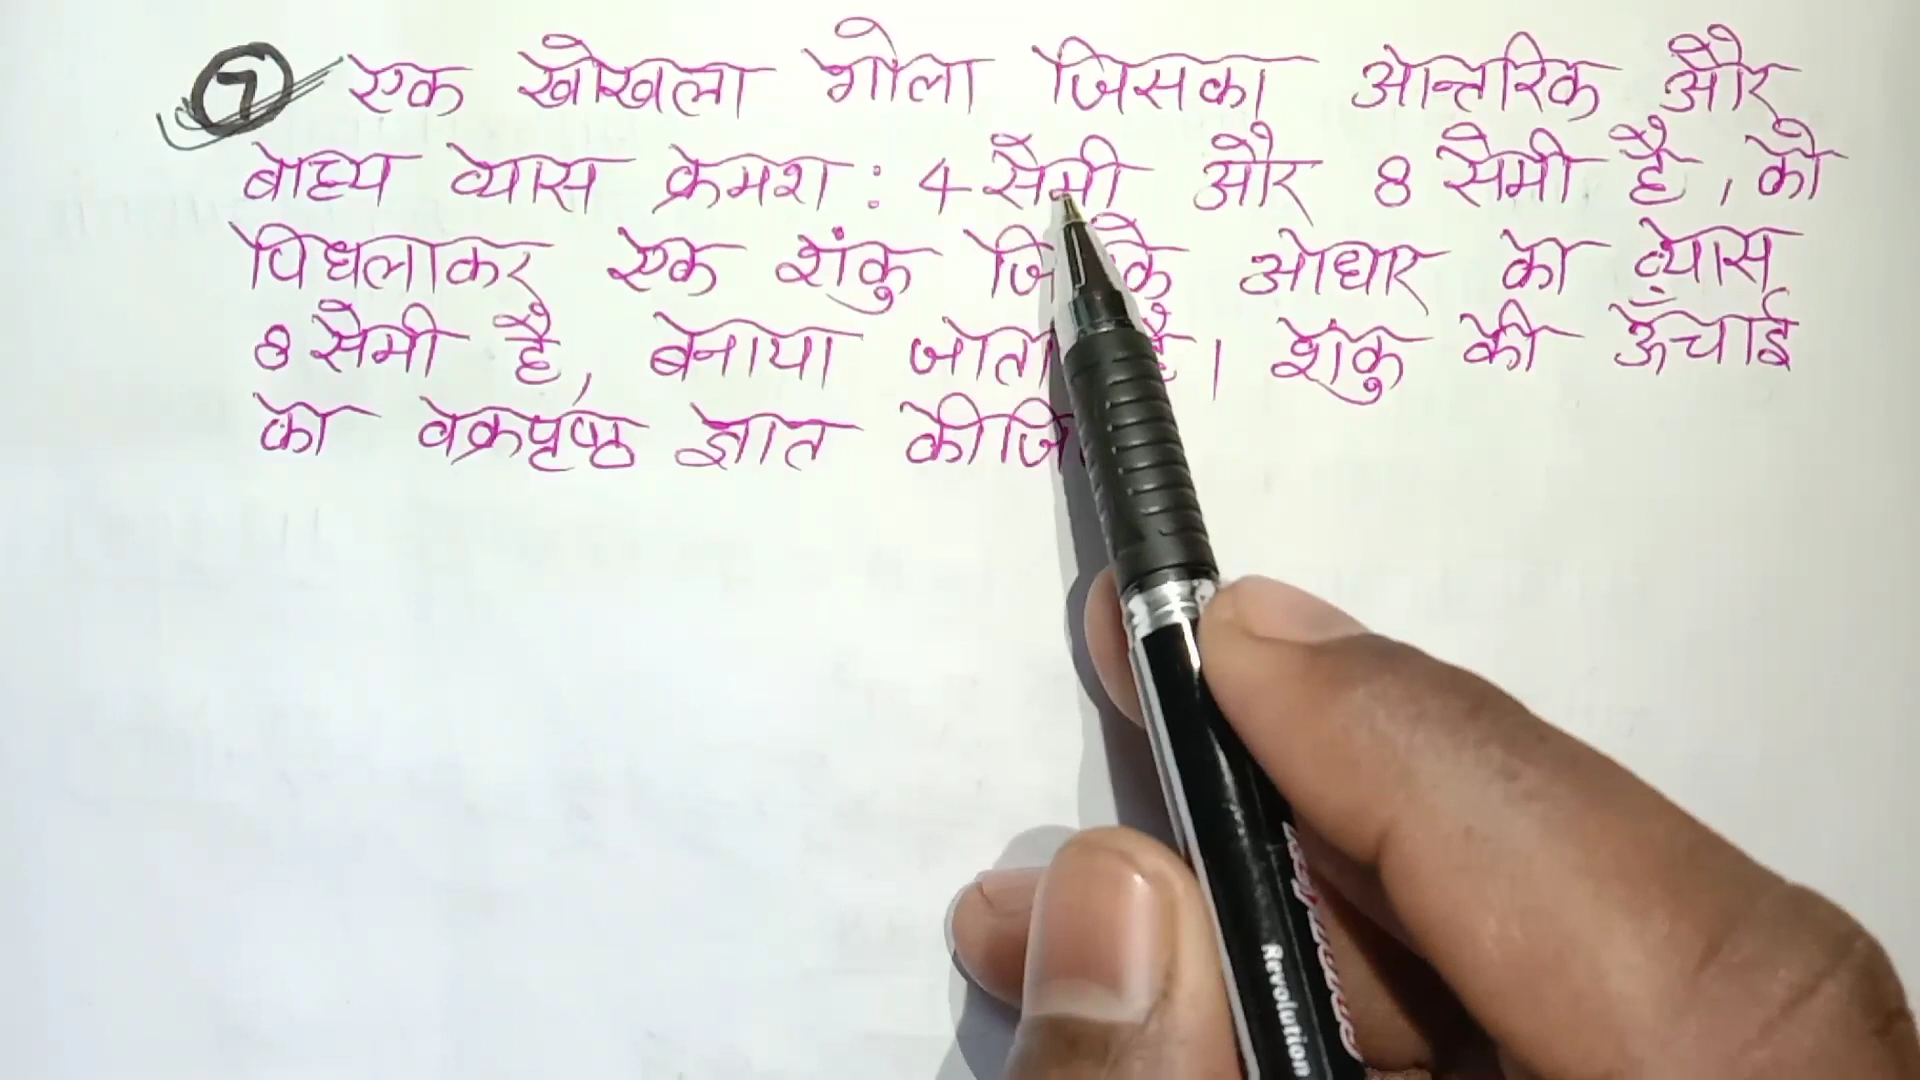 7 एक खोखला गोला जिसका आन्तरिक और
बाह्य व्यास क्रमश: 4 सेमी और 8 सेमी है, को
पिघलाकर एक शंकु आधार का व्यास
8 सेमी है, बनाया जाता है। शंकु की ऊँचाई
का वक्रपृष्ठ ज्ञात
Revolution